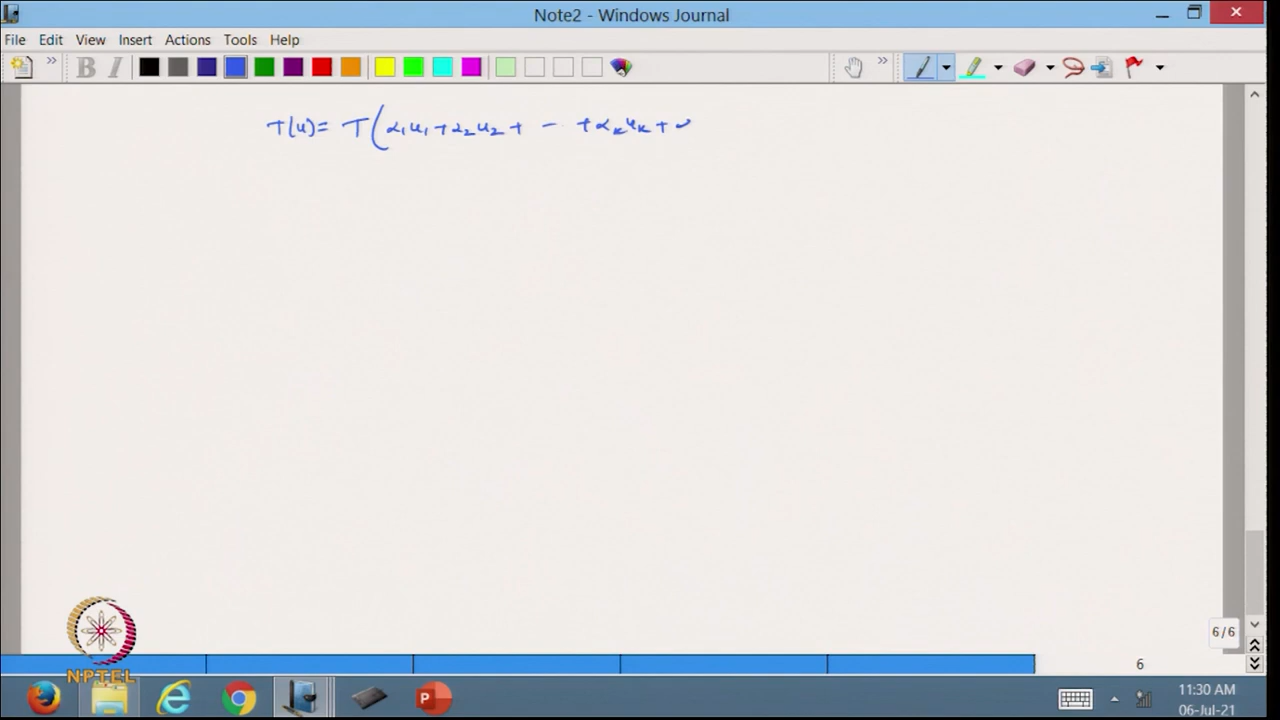 Note2 - Windows Journal
File Edit View Insert Actions Tools Help
B I
T(u) = T(α₁u₁ + α₂u₂ + - - + αₖuₖ +
6 / 6
6
NPTEL
11:30 AM
06-Jul-21